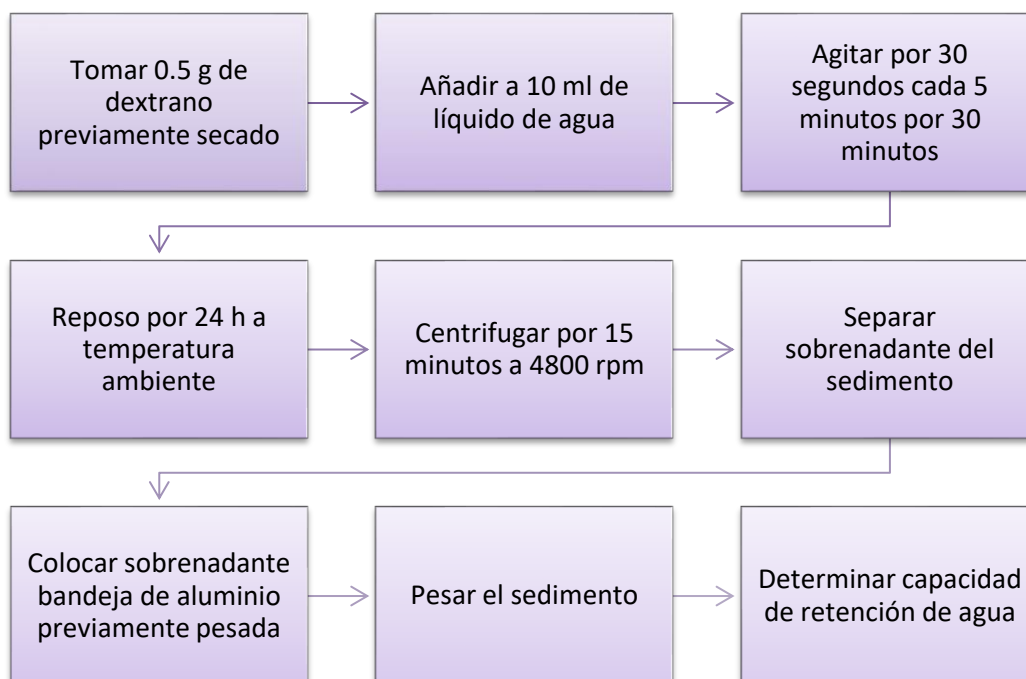 Tomar 0.5 g de
dextrano
previamente secado
Añadir a 10 ml de
líquido de agua
Agitar por 30
segundos cada 5
minutos por 30
minutos
Reposo por 24 h a
temperatura
ambiente
Centrifugar por 15
minutos a 4800 rpm
Separar
sobrenadante del
sedimento
Colocar sobrenadante
bandeja de aluminio
previamente pesada
Pesar el sedimento
Determinar capacidad
de retención de agua